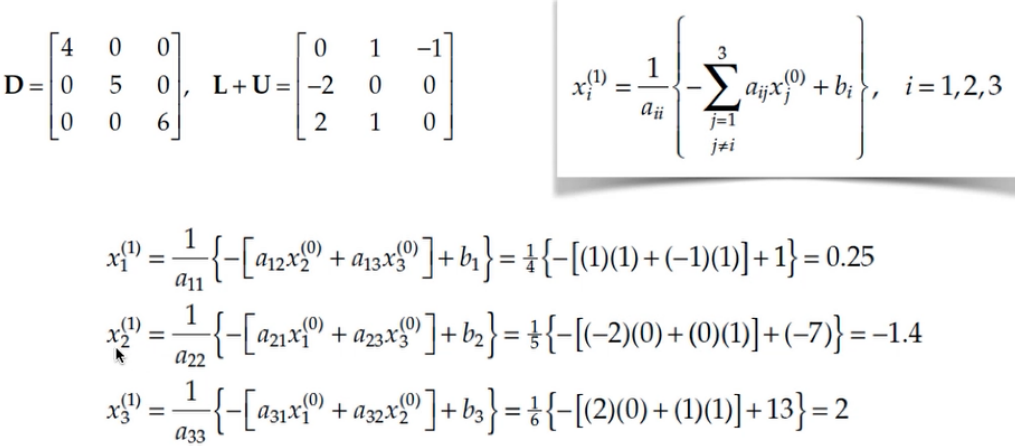 D = [4 0 0; 0 5 0; 0 0 6], L + U = [0 1 −1; −2 0 0; 2 1 0]
x_i^(1) = 1/a_ii {−∑_{j=1, j≠i}^{3} a_ij x_j^(0) + b_i}, i = 1,2,3
x_1^(1) = 1/a_11 {−[a_12 x_2^(0) + a_13 x_3^(0)] + b_1} = 1/4 {−[(1)(1) + (−1)(1)] + 1} = 0.25
x_2^(1) = 1/a_22 {−[a_21 x_1^(0) + a_23 x_3^(0)] + b_2} = 1/5 {−[(−2)(0) + (0)(1)] + (−7)} = −1.4
x_3^(1) = 1/a_33 {−[a_31 x_1^(0) + a_32 x_2^(0)] + b_3} = 1/6 {−[(2)(0) + (1)(1)] + 13} = 2